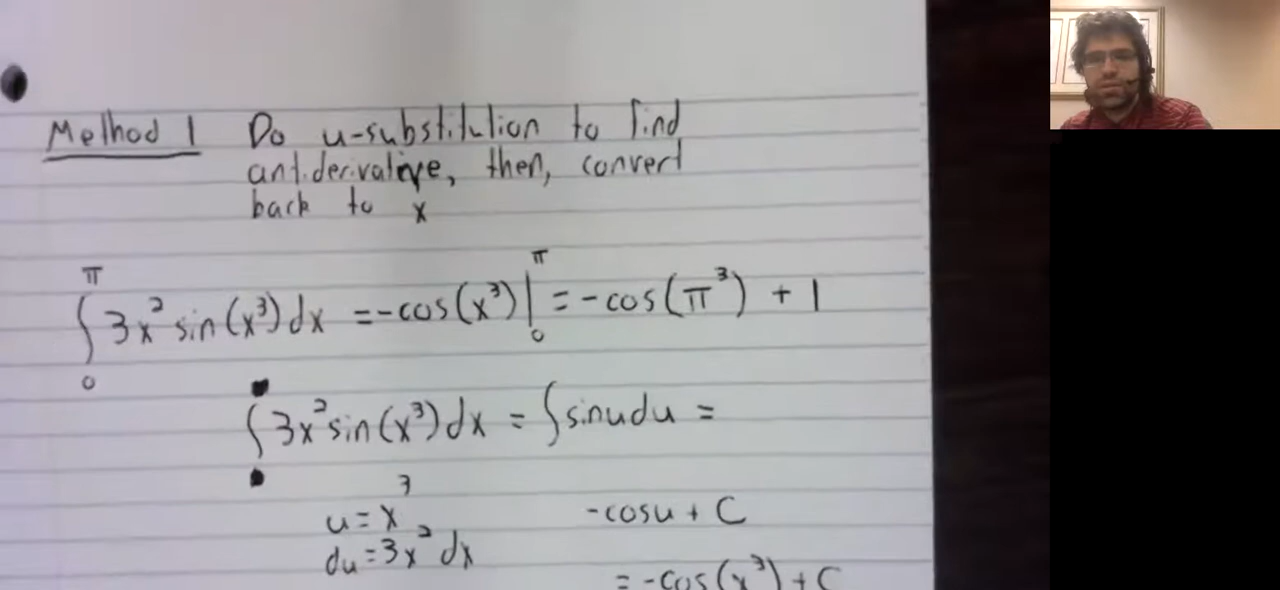 Method 1 Do u-substitution to find
antiderivative, then, convert
back to x
∫₀^π 3x² sin(x³) dx = -cos(x³) |₀^π = -cos(π³) + 1
∫ 3x² sin(x³) dx = ∫ sin u du =
u = x³
-cos u + C
du = 3x² dx
= -cos(x³) + C